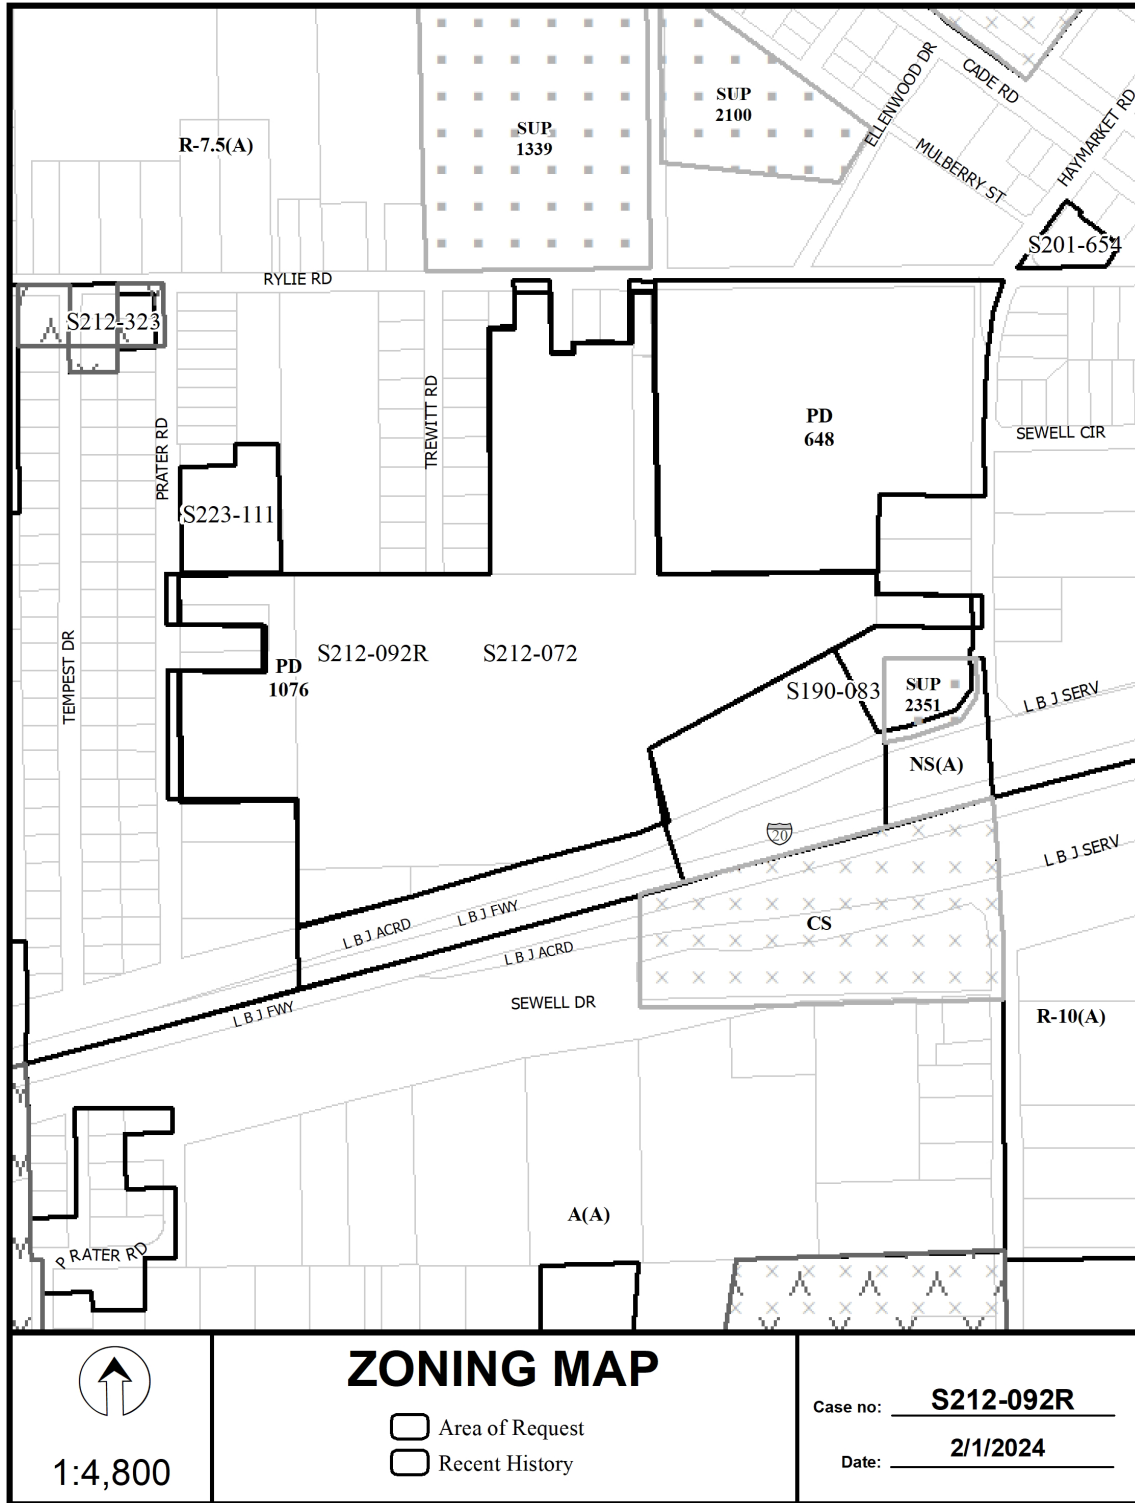 CADE RD
ELLENWOOD DR
HAYMARKET RD
SUP
2100
SUP
1339
R-7.5(A)
MULBERRY ST
S201-654
RYLIE RD
S212-323
TREWITT RD
PD
648
SEWELL CIR
PRATER RD
S223-111
TEMPEST DR
S212-092R
S212-072
PD
1076
S190-083
SUP
2351
L B J SERV
NS(A)
20
L B J SERV
L B J FWY
L B J ACRD
CS
L B J ACRD
SEWELL DR
L B J FWY
R-10(A)
A(A)
P RATER RD
1:4,800
ZONING MAP
Area of Request
Recent History
Case no: S212-092R
Date: 2/1/2024